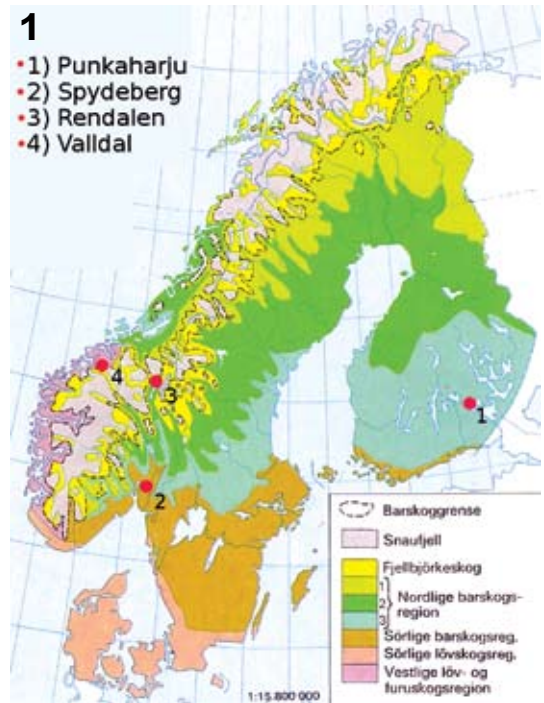 1
1) Punkaharju
2) Spydeberg
3) Rendalen
4) Valldal
4
3
1
2
Barskoggrense
Snaufjell
Fjellbjörkeskog
1
2
3
Nordlige barskogs-
region
Sörlige barskogsreg.
Sörlige lövskogsreg.
Vestlige löv- og
furuskogsregion
1:15 800 000